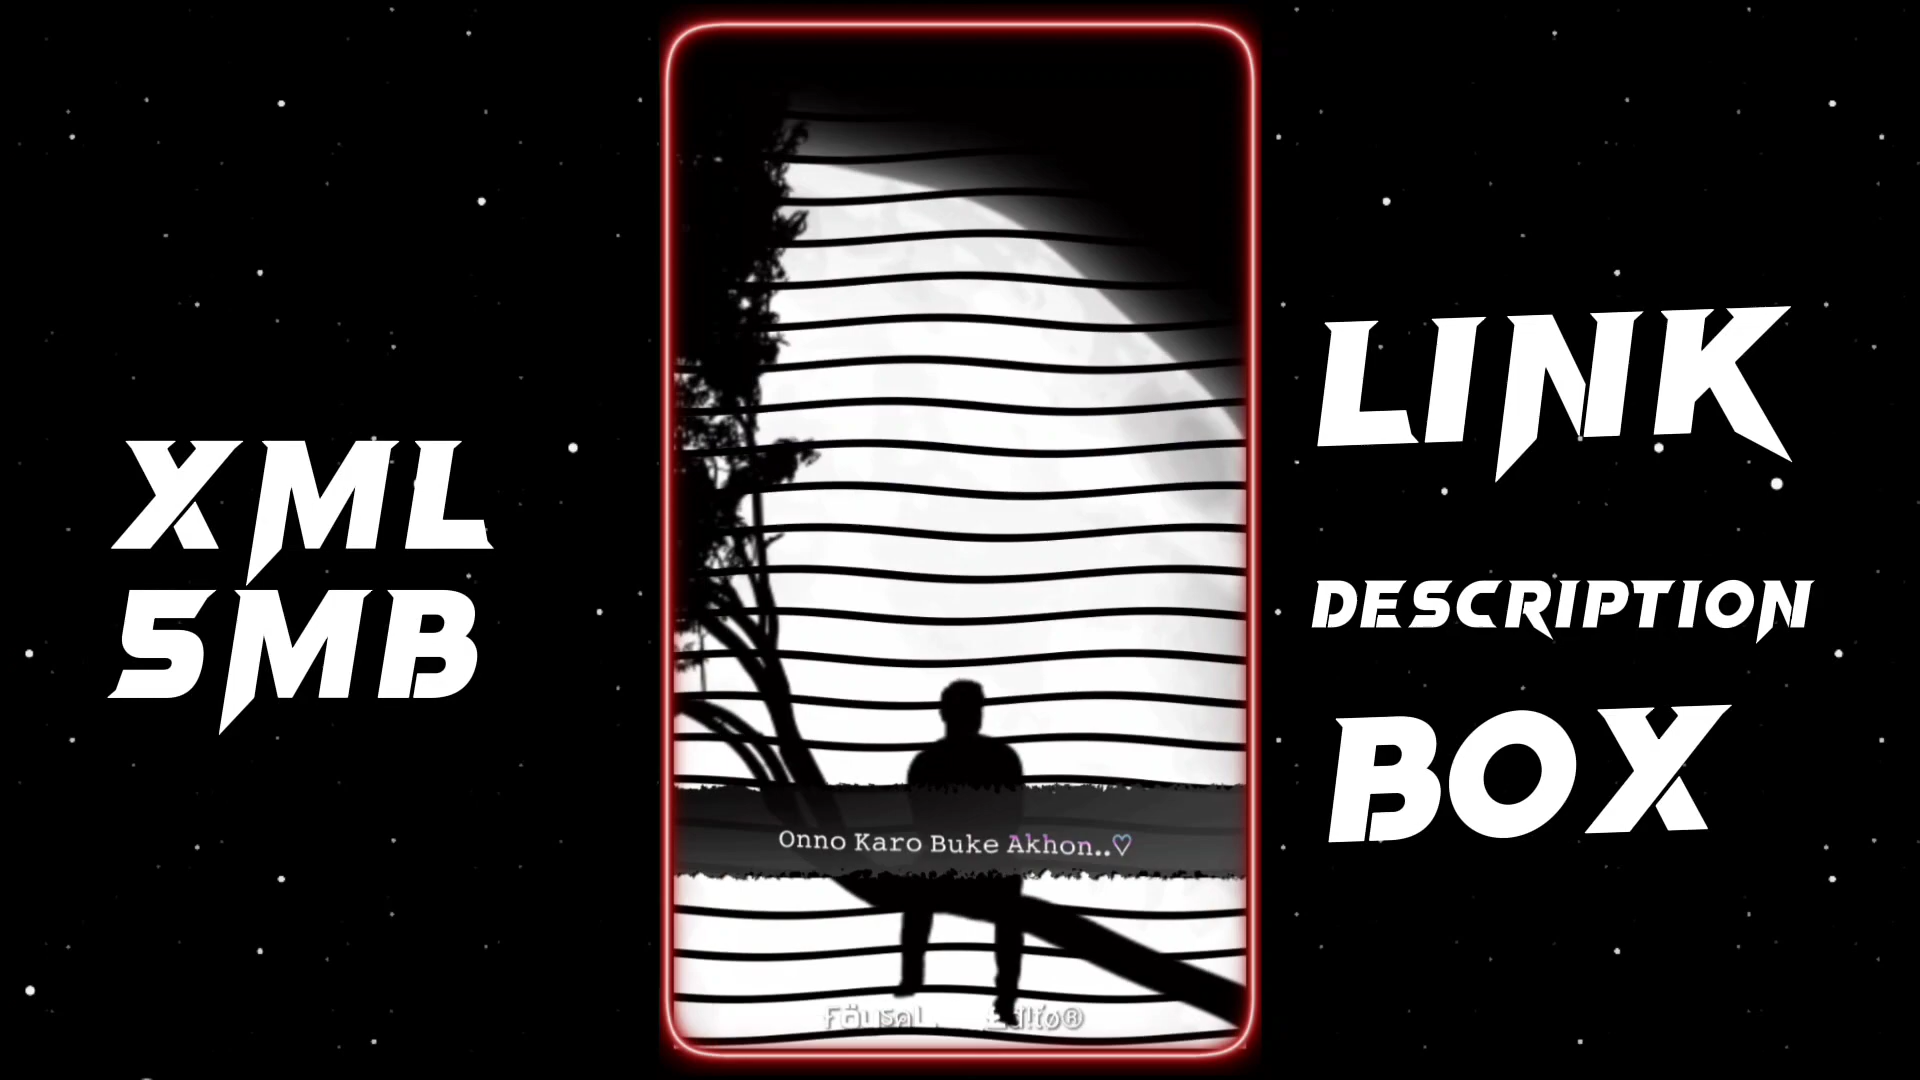 XML
5MB
Onno Karo Buke Akhon..♡
LINK
DESCRIPTION
BOX